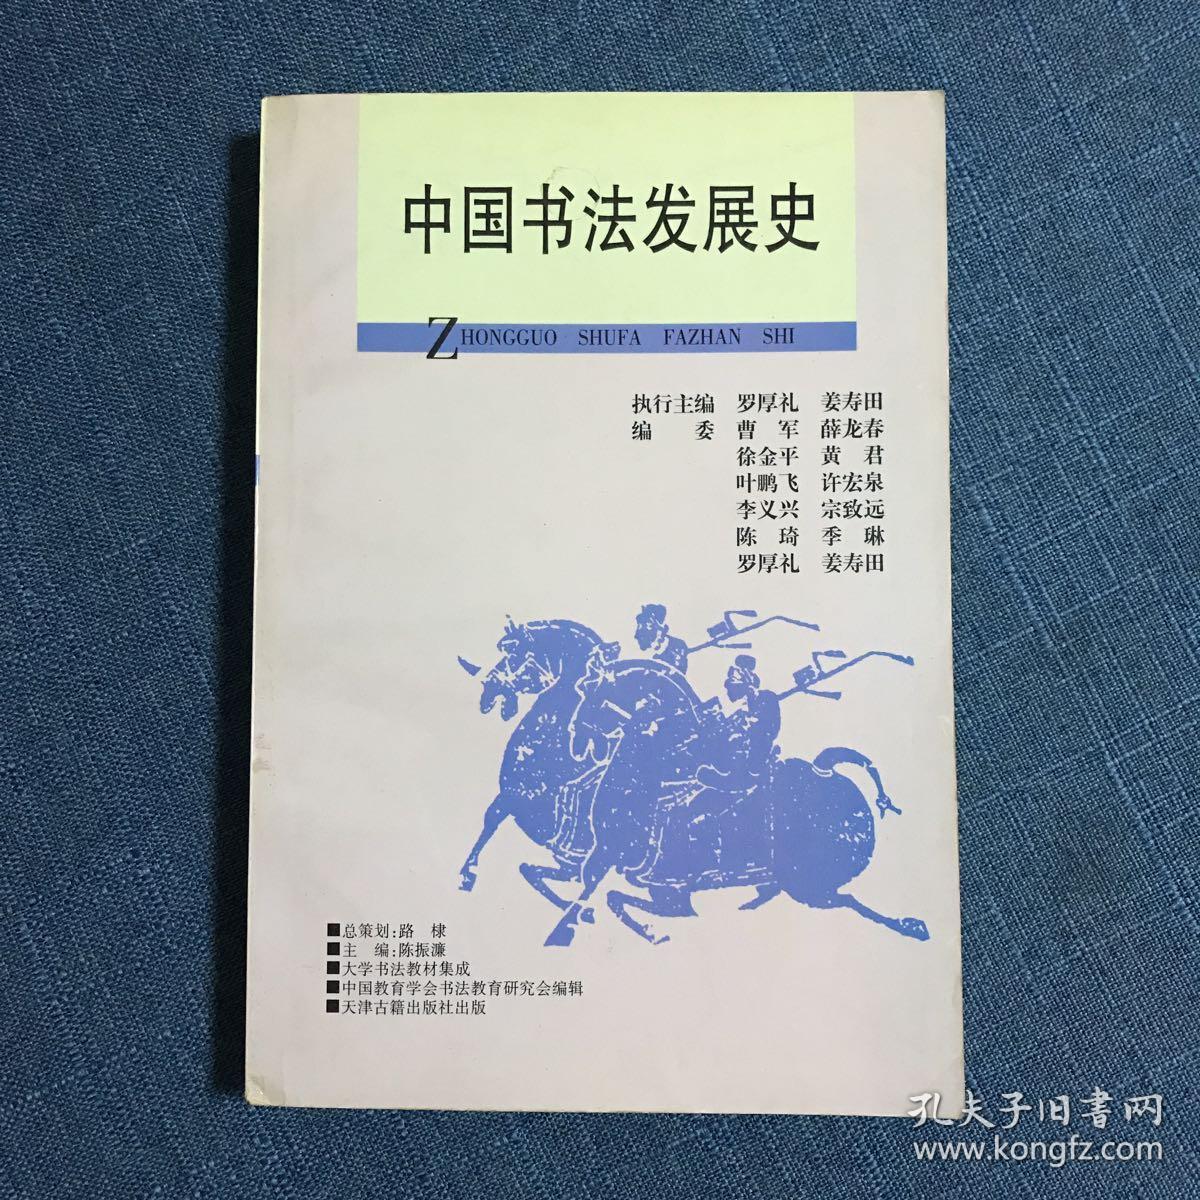 中国书法发展史
ZHONGGUO SHUFA FAZHAN SHI
执行主编 罗厚礼 姜寿田
编 委 曹 军 薛龙春
徐金平 黄 君
叶鹏飞 许宏泉
李义兴 宗致远
陈 琦 季 琳
罗厚礼 姜寿田
■总策划:路 棣
■主 编:陈振濂
■大学书法教材集成
■中国教育学会书法教育研究会编辑
■天津古籍出版社出版
孔夫子旧書网
www.kongfz.com